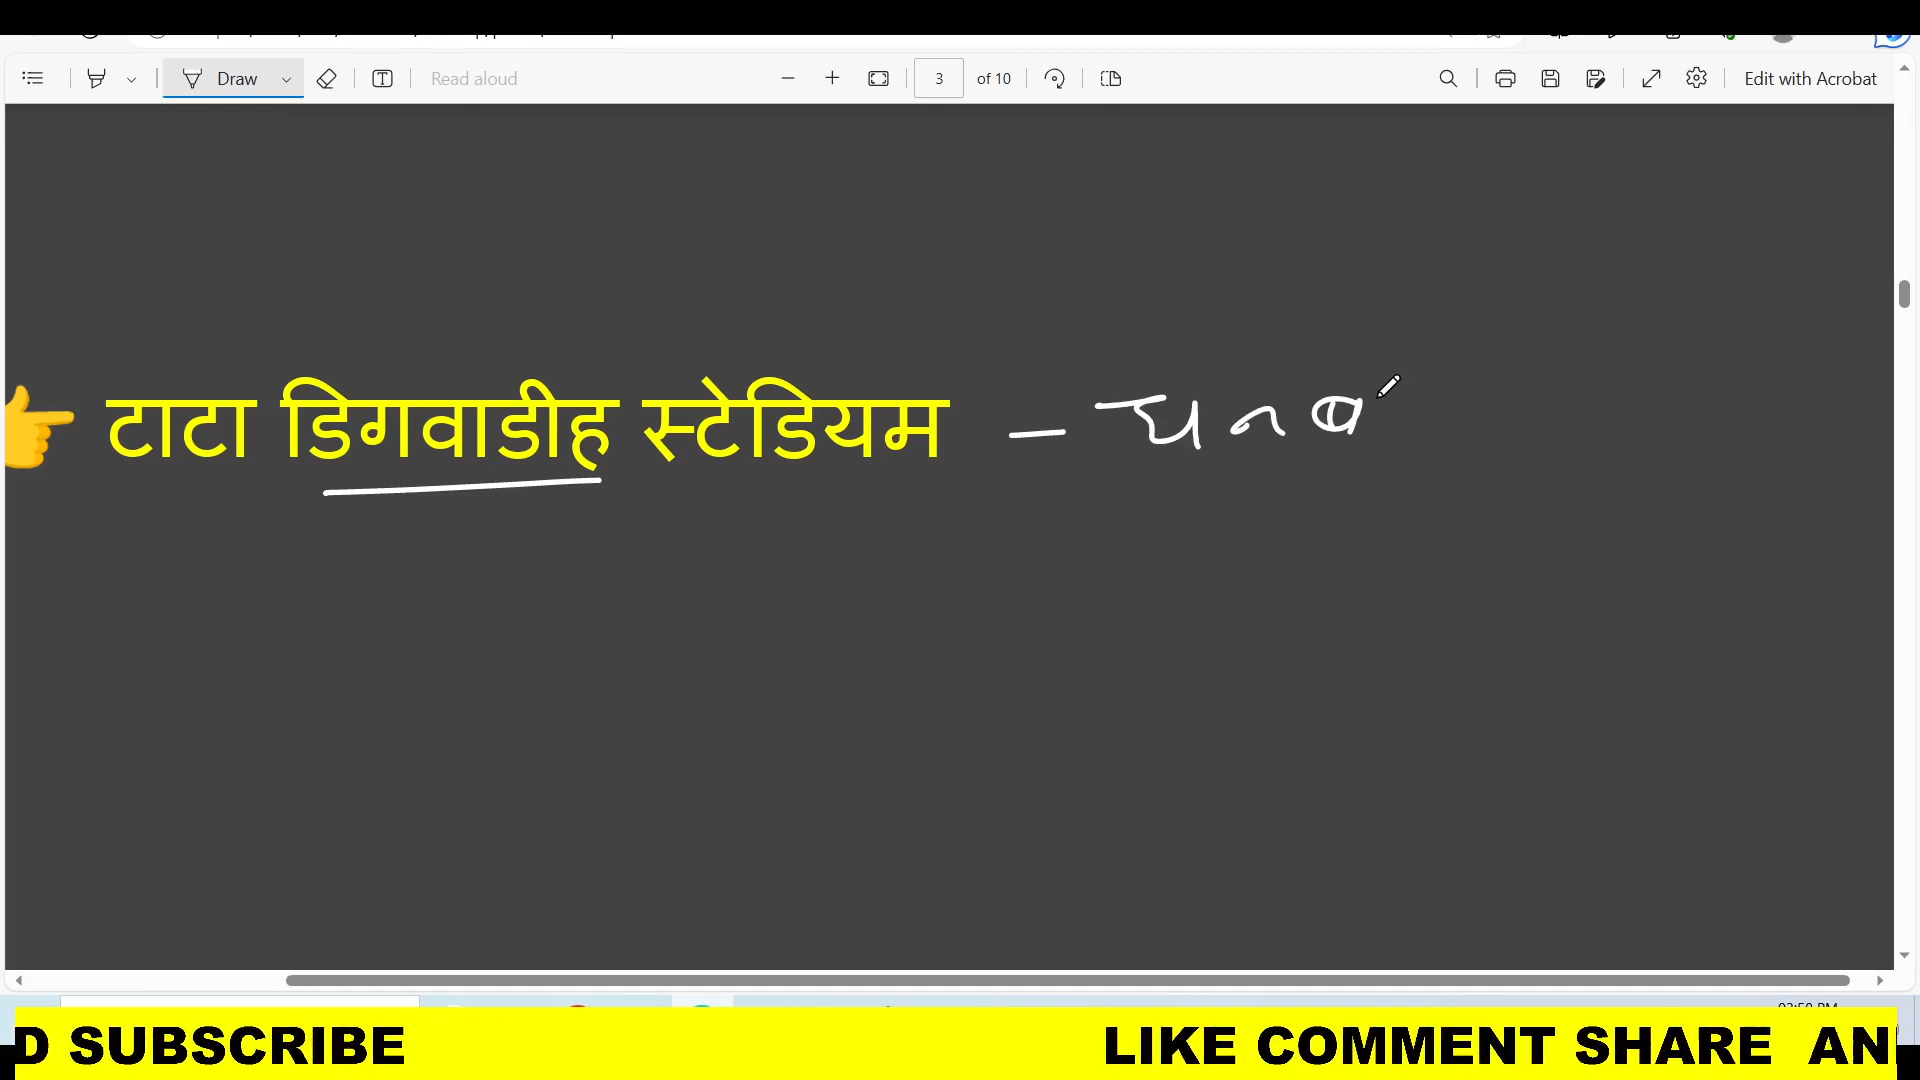 Draw
Read aloud
3 of 10
Edit with Acrobat
टाटा डिगवाडीह स्टेडियम – धनब
D SUBSCRIBE LIKE COMMENT SHARE AN